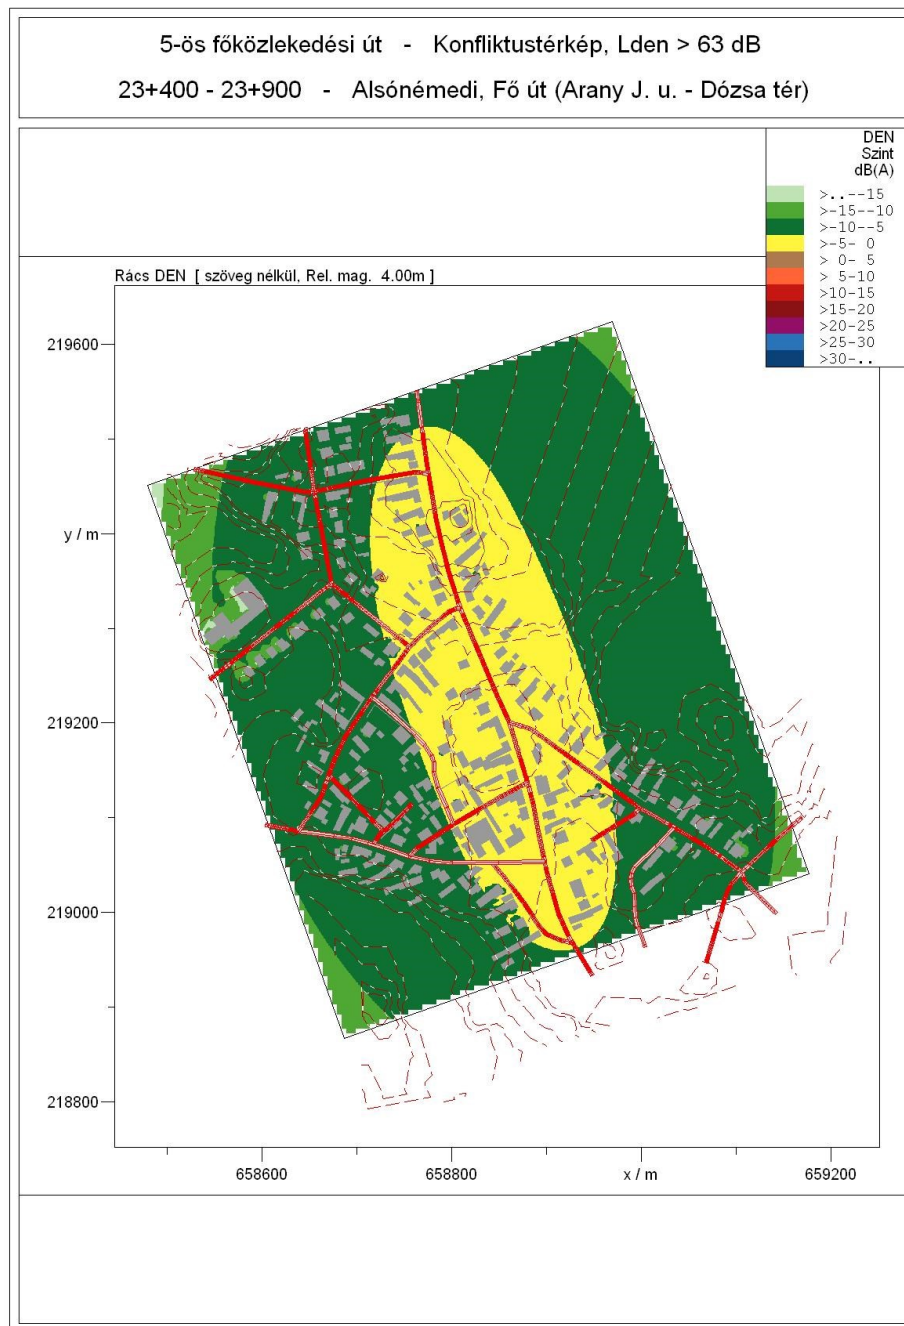 5-ös főközlekedési út - Konfliktustérkép, Lden > 63 dB
23+400 - 23+900 - Alsónémedi, Fő út (Arany J. u. - Dózsa tér)
DEN
Szint
dB(A)
>..--15
>-15--10
>-10--5
>-5- 0
> 0- 5
> 5-10
>10-15
>15-20
>20-25
>25-30
>30-..
Rács DEN [ szöveg nélkül, Rel. mag. 4.00m ]
219600
y / m
219200
219000
218800
658600
658800
x / m
659200